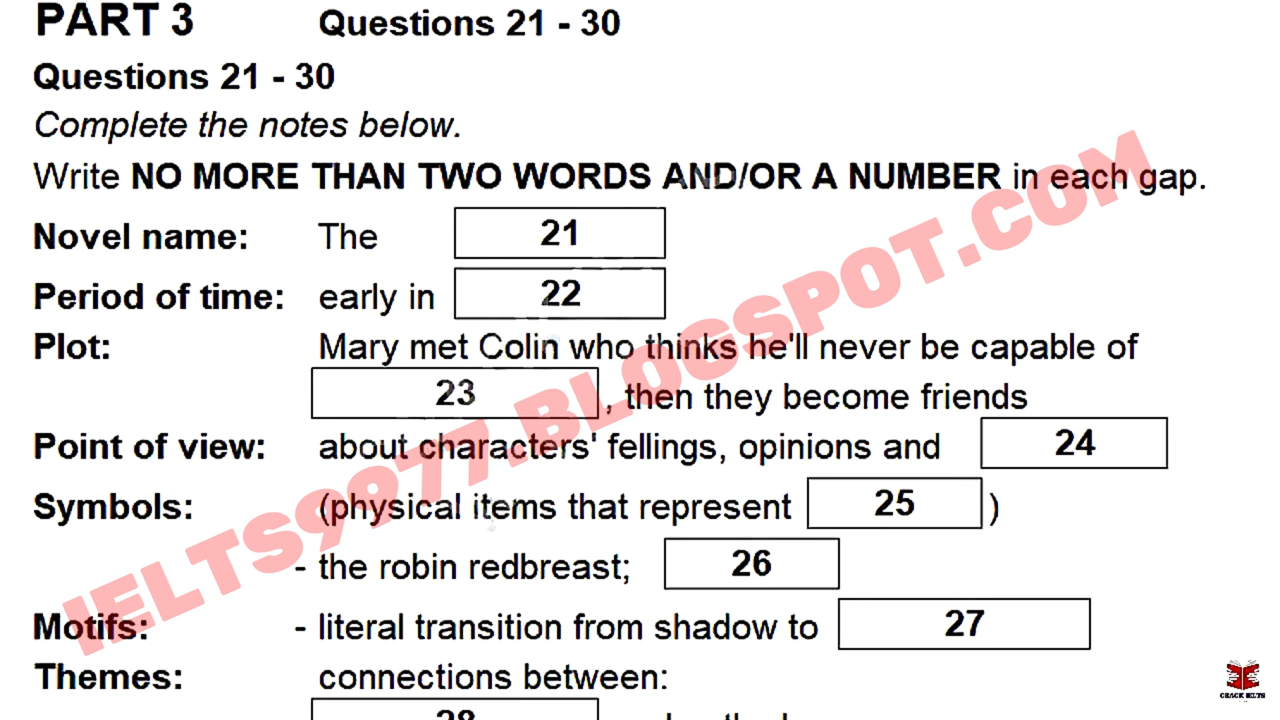 PART 3 Questions 21 - 30
Questions 21 - 30
Complete the notes below.
Write NO MORE THAN TWO WORDS AND/OR A NUMBER in each gap.
Novel name: The 21
Period of time: early in 22
Plot: Mary met Colin who thinks he'll never be capable of
23 , then they become friends
Point of view: about characters' fellings, opinions and 24
Symbols: (physical items that represent 25 )
- the robin redbreast; 26
Motifs: - literal transition from shadow to 27
Themes: connections between:
28
IELTS9977.BLOGSPOT.COM
CRACK IELTS